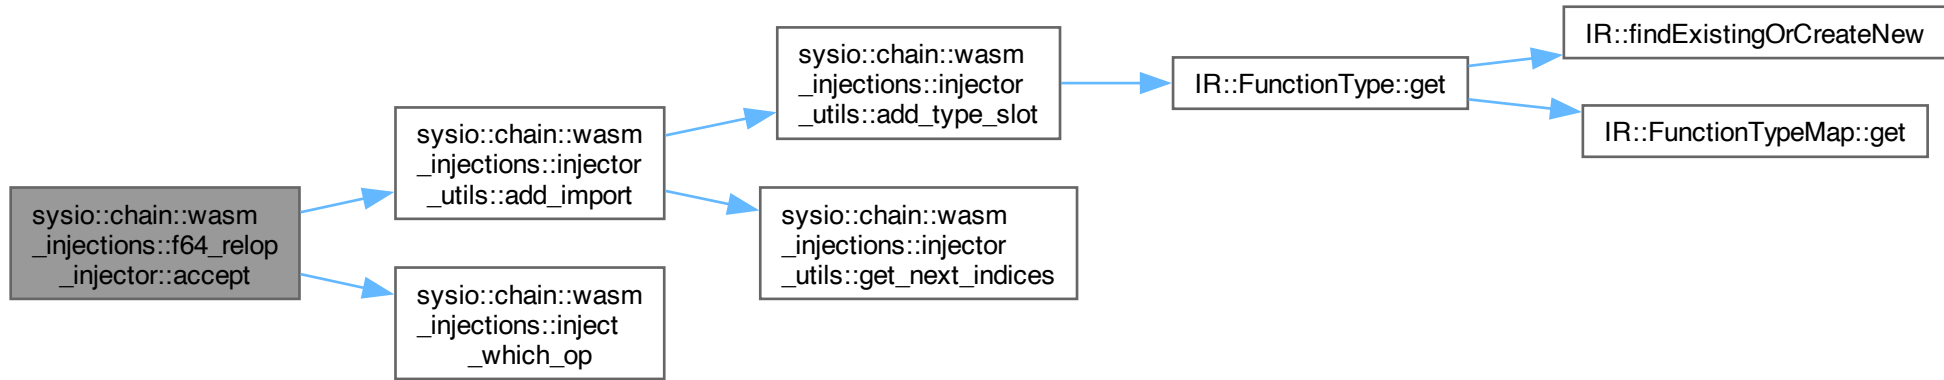 sysio::chain::wasm
_injections::f64_relop
_injector::accept
sysio::chain::wasm
_injections::injector
_utils::add_import
sysio::chain::wasm
_injections::inject
_which_op
sysio::chain::wasm
_injections::injector
_utils::add_type_slot
sysio::chain::wasm
_injections::injector
_utils::get_next_indices
IR::FunctionType::get
IR::findExistingOrCreateNew
IR::FunctionTypeMap::get